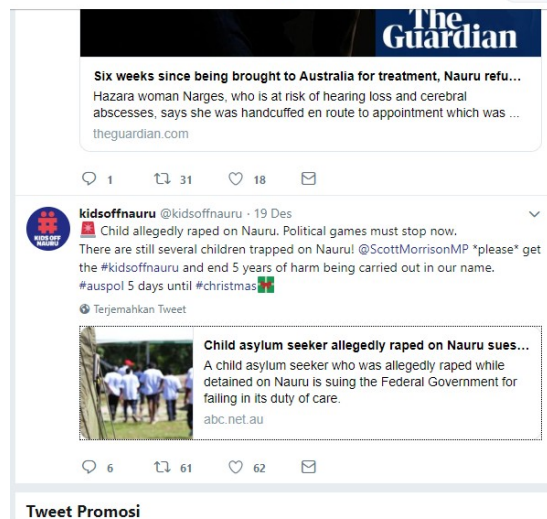 The
Guardian
Six weeks since being brought to Australia for treatment, Nauru refu...
Hazara woman Narges, who is at risk of hearing loss and cerebral
abscesses, says she was handcuffed en route to appointment which was ...
theguardian.com
1 31 18
kidsoffnauru @kidsoffnauru · 19 Des
KIDS OFF
NAURU
🚨 Child allegedly raped on Nauru. Political games must stop now.
There are still several children trapped on Nauru! @ScottMorrisonMP *please* get
the #kidsoffnauru and end 5 years of harm being carried out in our name.
#auspol 5 days until #christmas🎁
Terjemahkan Tweet
Child asylum seeker allegedly raped on Nauru sues...
A child asylum seeker who was allegedly raped while
detained on Nauru is suing the Federal Government for
failing in its duty of care.
abc.net.au
6 61 62
Tweet Promosi